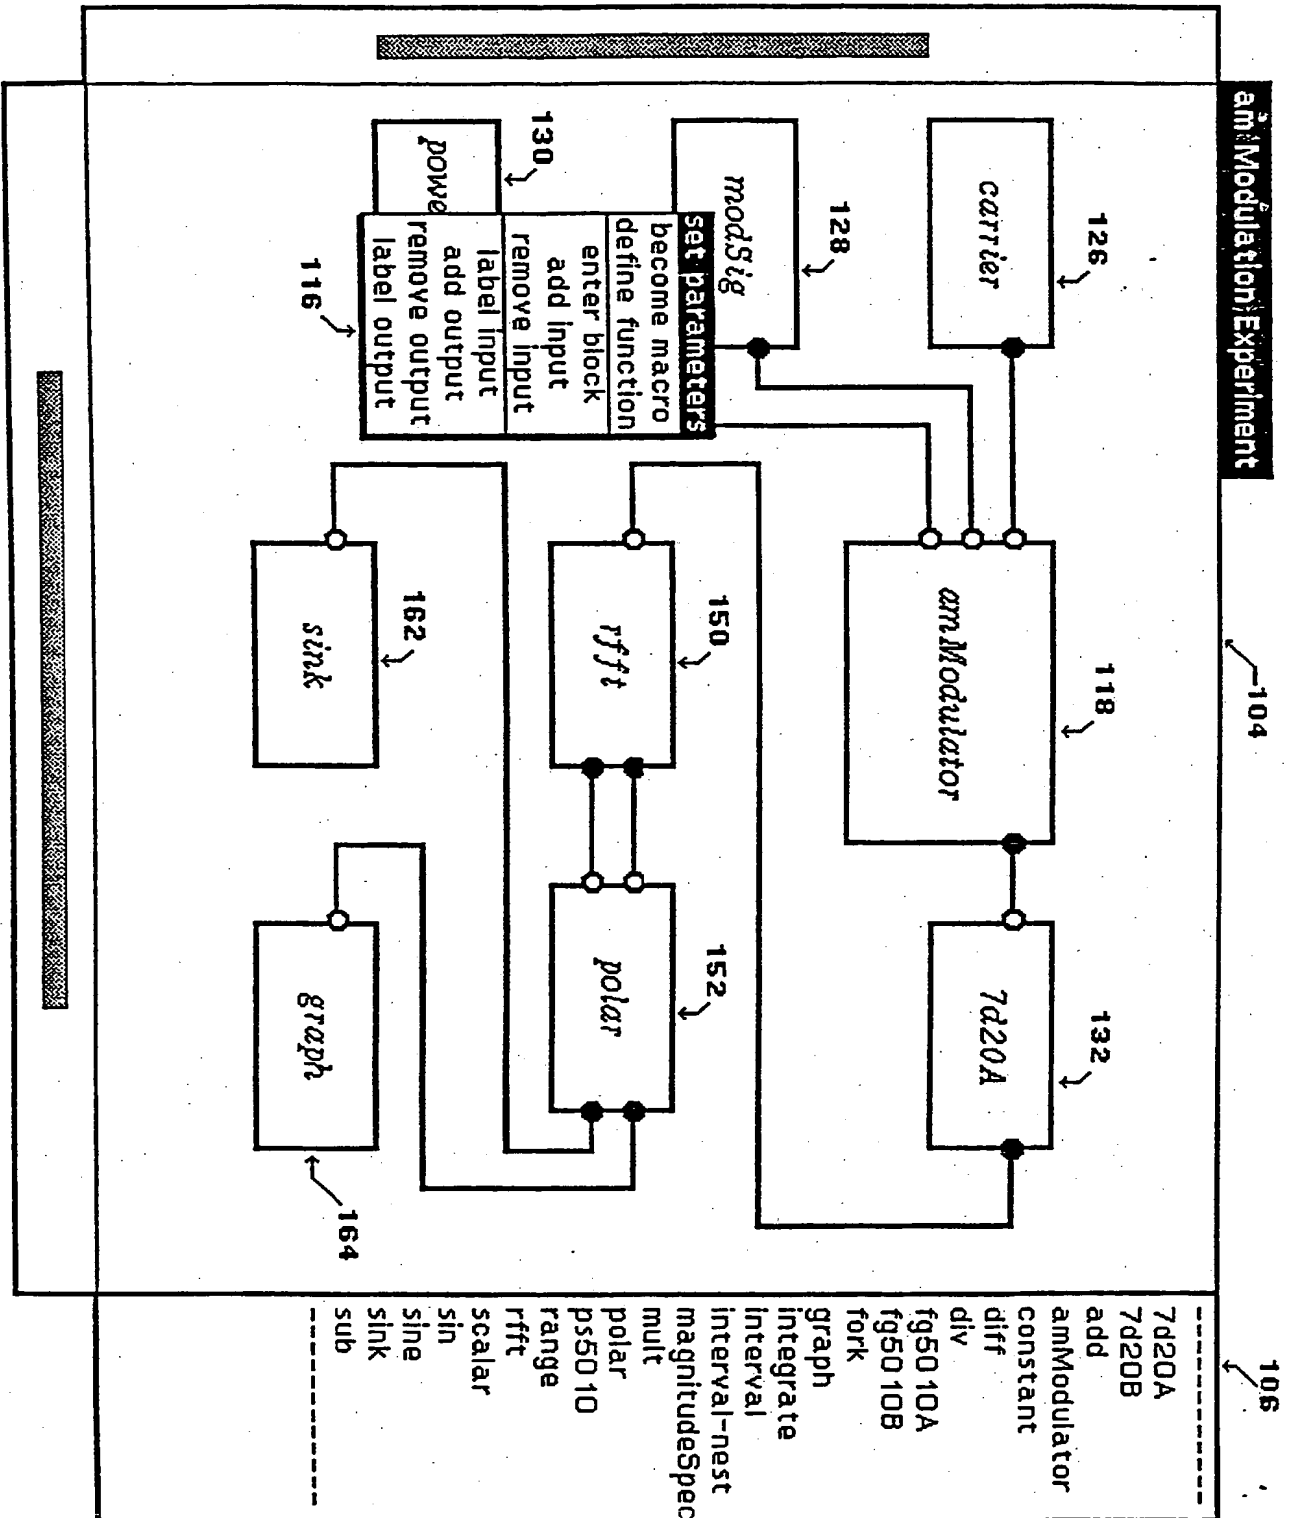 am Modulation Experiment
104
106
126
carrier
118
amModulator
132
7d20A
128
modSig
130
powe
set parameters
become macro
define function
enter block
add input
remove input
label input
add output
remove output
label output
116
150
rfft
152
polar
162
sink
graph
164
7d20A
7d20B
add
amModulator
constant
diff
div
fg5010A
fg5010B
fork
graph
integrate
interval
interval-nest
magnitudeSpec
mult
polar
ps5010
range
rfft
scalar
sin
sine
sink
sub